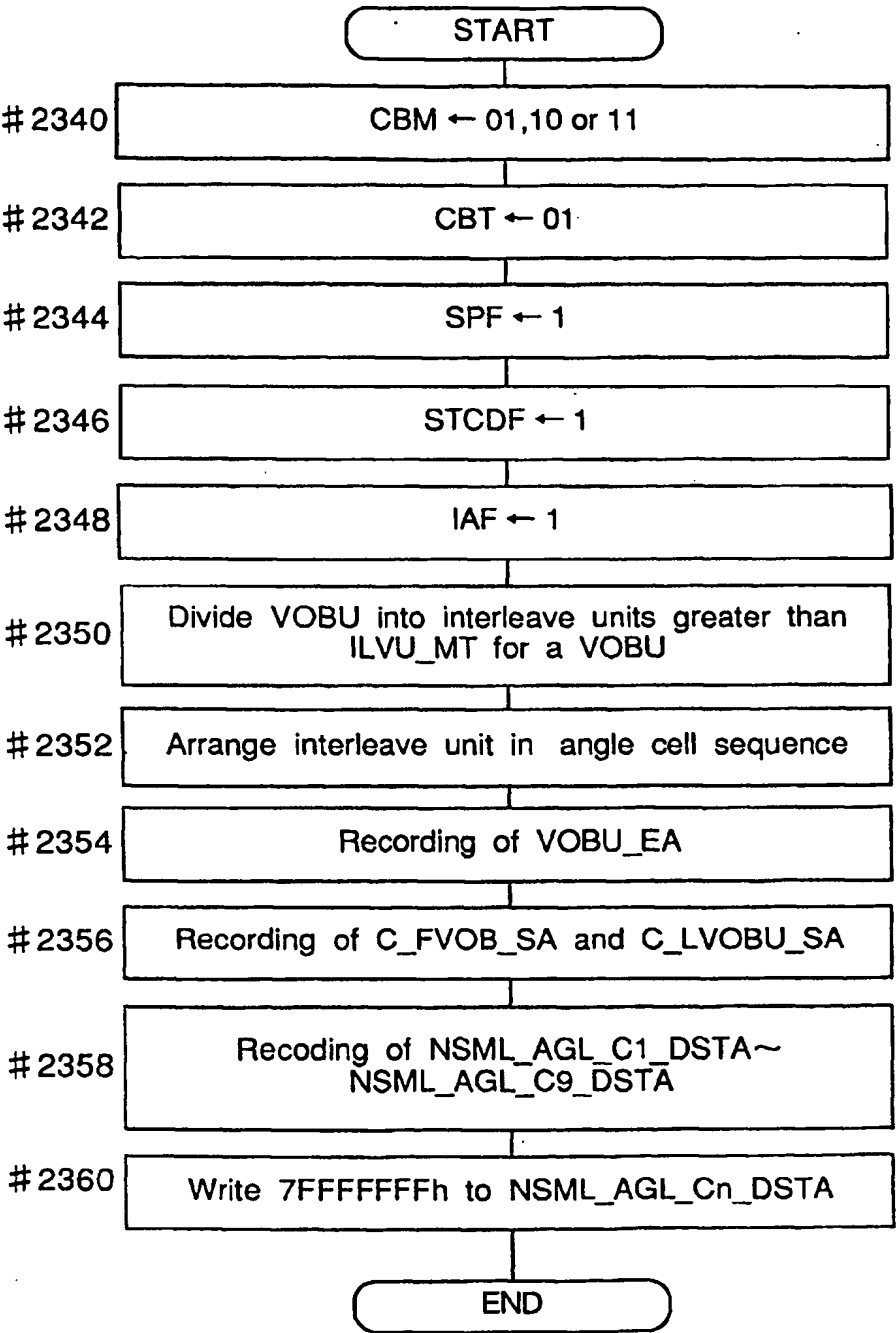 START
#2340 CBM ← 01,10 or 11
#2342 CBT ← 01
#2344 SPF ← 1
#2346 STCDF ← 1
#2348 IAF ← 1
#2350 Divide VOBU into interleave units greater than
ILVU_MT for a VOBU
#2352 Arrange interleave unit in angle cell sequence
#2354 Recording of VOBU_EA
#2356 Recording of C_FVOB_SA and C_LVOBU_SA
#2358 Recoding of NSML_AGL_C1_DSTA~
NSML_AGL_C9_DSTA
#2360 Write 7FFFFFFFh to NSML_AGL_Cn_DSTA
END